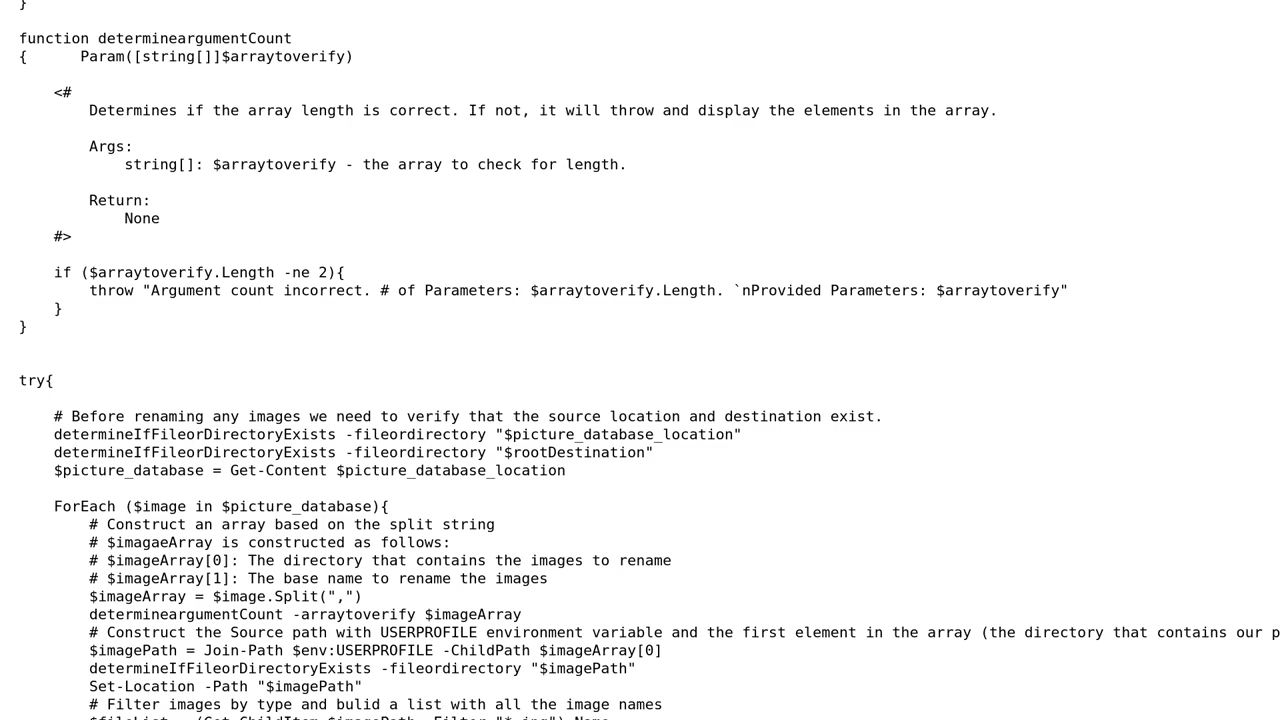 }
function determineargumentCount
{      Param([string[]]$arraytoverify)
    <#
        Determines if the array length is correct. If not, it will throw and display the elements in the array.
        Args:
            string[]: $arraytoverify - the array to check for length.
        Return:
            None
    #>
    if ($arraytoverify.Length -ne 2){
        throw "Argument count incorrect. # of Parameters: $arraytoverify.Length. `nProvided Parameters: $arraytoverify"
    }
}
try{
    # Before renaming any images we need to verify that the source location and destination exist.
    determineIfFileorDirectoryExists -fileordirectory "$picture_database_location"
    determineIfFileorDirectoryExists -fileordirectory "$rootDestination"
    $picture_database = Get-Content $picture_database_location
    ForEach ($image in $picture_database){
        # Construct an array based on the split string
        # $imagaeArray is constructed as follows:
        # $imageArray[0]: The directory that contains the images to rename
        # $imageArray[1]: The base name to rename the images
        $imageArray = $image.Split(",")
        determineargumentCount -arraytoverify $imageArray
        # Construct the Source path with USERPROFILE environment variable and the first element in the array (the directory that contains our p
        $imagePath = Join-Path $env:USERPROFILE -ChildPath $imageArray[0]
        determineIfFileorDirectoryExists -fileordirectory "$imagePath"
        Set-Location -Path "$imagePath"
        # Filter images by type and bulid a list with all the image names
        $fileList = (Get-ChildItem $imagePath -Filter "*.jpg").Name